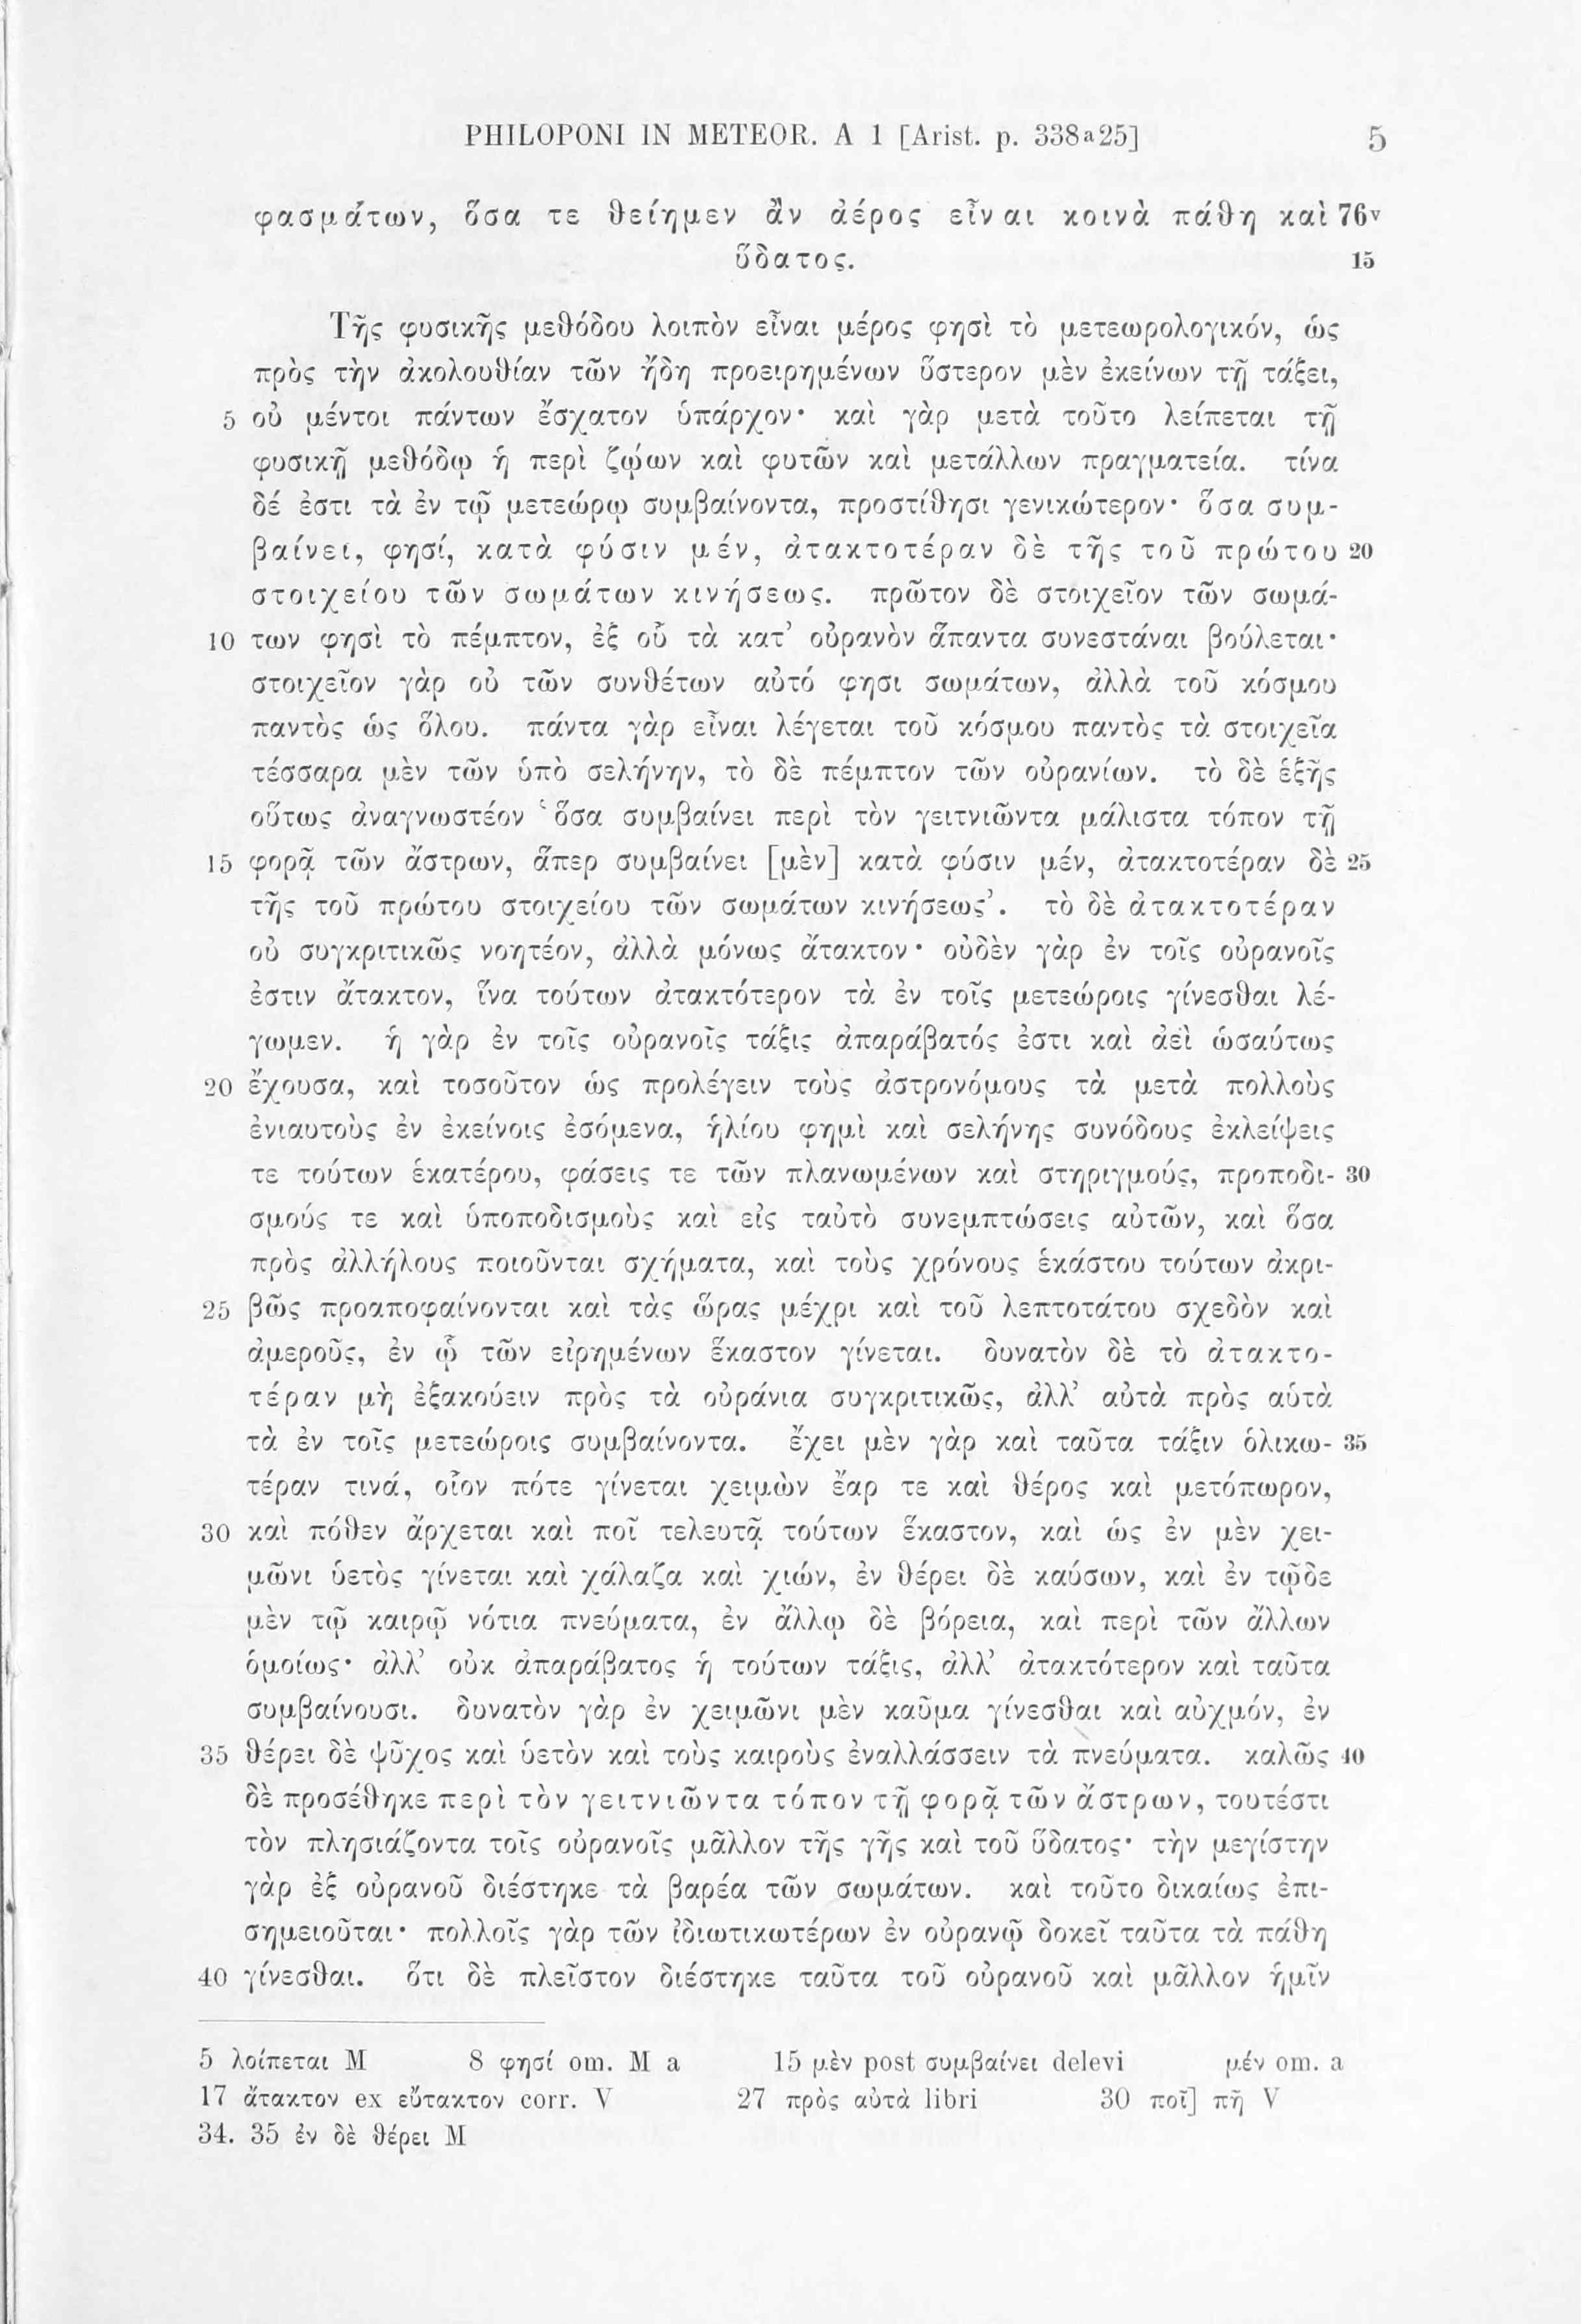 PHILOPONI IN METEOR. A 1 [Arist. p. 338a25] 5
φασμάτων, ὅσα τε θείημεν ἂν ἀέρος εἶναι κοινὰ πάθη καὶ 76v
ὕδατος. 15
Τῆς φυσικῆς μεθόδου λοιπὸν εἶναι μέρος φησὶ τὸ μετεωρολογικόν, ὡς
πρὸς τὴν ἀκολουθίαν τῶν ἤδη προειρημένων ὕστερον μὲν ἐκείνων τῇ τάξει,
5 οὐ μέντοι πάντων ἔσχατον ὑπάρχον· καὶ γὰρ μετὰ τοῦτο λείπεται τῇ
φυσικῇ μεθόδῳ ἡ περὶ ζῴων καὶ φυτῶν καὶ μετάλλων πραγματεία. τίνα
δέ ἐστι τὰ ἐν τῷ μετεώρῳ συμβαίνοντα, προστίθησι γενικώτερον· ὅσα συμ-
βαίνει, φησί, κατὰ φύσιν μέν, ἀτακτοτέραν δὲ τῆς τοῦ πρώτου 20
στοιχείου τῶν σωμάτων κινήσεως. πρῶτον δὲ στοιχεῖον τῶν σωμά-
10 των φησὶ τὸ πέμπτον, ἐξ οὗ τὰ κατ’ οὐρανὸν ἅπαντα συνεστάναι βούλεται·
στοιχεῖον γὰρ οὐ τῶν συνθέτων αὐτό φησι σωμάτων, ἀλλὰ τοῦ κόσμου
παντὸς ὡς ὅλου. πάντα γὰρ εἶναι λέγεται τοῦ κόσμου παντὸς τὰ στοιχεῖα
τέσσαρα μὲν τῶν ὑπὸ σελήνην, τὸ δὲ πέμπτον τῶν οὐρανίων. τὸ δὲ ἑξῆς
οὕτως ἀναγνωστέον ‘ὅσα συμβαίνει περὶ τὸν γειτνιῶντα μάλιστα τόπον τῇ
15 φορᾷ τῶν ἄστρων, ἅπερ συμβαίνει [μὲν] κατὰ φύσιν μέν, ἀτακτοτέραν δὲ 25
τῆς τοῦ πρώτου στοιχείου τῶν σωμάτων κινήσεως’. τὸ δὲ ἀτακτοτέραν
οὐ συγκριτικῶς νοητέον, ἀλλὰ μόνως ἄτακτον· οὐδὲν γὰρ ἐν τοῖς οὐρανοῖς
ἐστιν ἄτακτον, ἵνα τούτων ἀτακτότερον τὰ ἐν τοῖς μετεώροις γίνεσθαι λέ-
γωμεν. ἡ γὰρ ἐν τοῖς οὐρανοῖς τάξις ἀπαράβατός ἐστι καὶ ἀεὶ ὡσαύτως
20 ἔχουσα, καὶ τοσοῦτον ὡς προλέγειν τοὺς ἀστρονόμους τὰ μετὰ πολλοὺς
ἐνιαυτοὺς ἐν ἐκείνοις ἐσόμενα, ἡλίου φημὶ καὶ σελήνης συνόδους ἐκλείψεις
τε τούτων ἑκατέρου, φάσεις τε τῶν πλανωμένων καὶ στηριγμούς, προποδι- 30
σμούς τε καὶ ὑποποδισμοὺς καὶ εἰς ταὐτὸ συνεμπτώσεις αὐτῶν, καὶ ὅσα
πρὸς ἀλλήλους ποιοῦνται σχήματα, καὶ τοὺς χρόνους ἑκάστου τούτων ἀκρι-
25 βῶς προαποφαίνονται καὶ τὰς ὥρας μέχρι καὶ τοῦ λεπτοτάτου σχεδὸν καὶ
ἀμεροῦς, ἐν ᾧ τῶν εἰρημένων ἕκαστον γίνεται. δυνατὸν δὲ τὸ ἀτακτο-
τέραν μὴ ἐξακούειν πρὸς τὰ οὐράνια συγκριτικῶς, ἀλλ’ αὐτὰ πρὸς αὑτὰ
τὰ ἐν τοῖς μετεώροις συμβαίνοντα. ἔχει μὲν γὰρ καὶ ταῦτα τάξιν ὁλικω- 35
τέραν τινά, οἷον πότε γίνεται χειμὼν ἔαρ τε καὶ θέρος καὶ μετόπωρον,
30 καὶ πόθεν ἄρχεται καὶ ποῖ τελευτᾷ τούτων ἕκαστον, καὶ ὡς ἐν μὲν χει-
μῶνι ὑετὸς γίνεται καὶ χάλαζα καὶ χιών, ἐν θέρει δὲ καύσων, καὶ ἐν τῷδε
μὲν τῷ καιρῷ νότια πνεύματα, ἐν ἄλλῳ δὲ βόρεια, καὶ περὶ τῶν ἄλλων
ὁμοίως· ἀλλ’ οὐκ ἀπαράβατος ἡ τούτων τάξις, ἀλλ’ ἀτακτότερον καὶ ταῦτα
συμβαίνουσι. δυνατὸν γὰρ ἐν χειμῶνι μὲν καῦμα γίνεσθαι καὶ αὐχμόν, ἐν
35 θέρει δὲ ψῦχος καὶ ὑετὸν καὶ τοὺς καιροὺς ἐναλλάσσειν τὰ πνεύματα. καλῶς 40
δὲ προσέθηκε περὶ τὸν γειτνιῶντα τόπον τῇ φορᾷ τῶν ἄστρων, τουτέστι
τὸν πλησιάζοντα τοῖς οὐρανοῖς μᾶλλον τῆς γῆς καὶ τοῦ ὕδατος· τὴν μεγίστην
γὰρ ἐξ οὐρανοῦ διέστηκε τὰ βαρέα τῶν σωμάτων. καὶ τοῦτο δικαίως ἐπι-
σημειοῦται· πολλοῖς γὰρ τῶν ἰδιωτικωτέρων ἐν οὐρανῷ δοκεῖ ταῦτα τὰ πάθη
40 γίνεσθαι. ὅτι δὲ πλεῖστον διέστηκε ταῦτα τοῦ οὐρανοῦ καὶ μᾶλλον ἡμῖν
5 λοίπεται M 8 φησί om. M a 15 μὲν post συμβαίνει delevi μέν om. a
17 ἄτακτον ex εὔτακτον corr. V 27 πρὸς αὐτὰ libri 30 ποῖ] πῆ V
34. 35 ἐν δὲ θέρει M